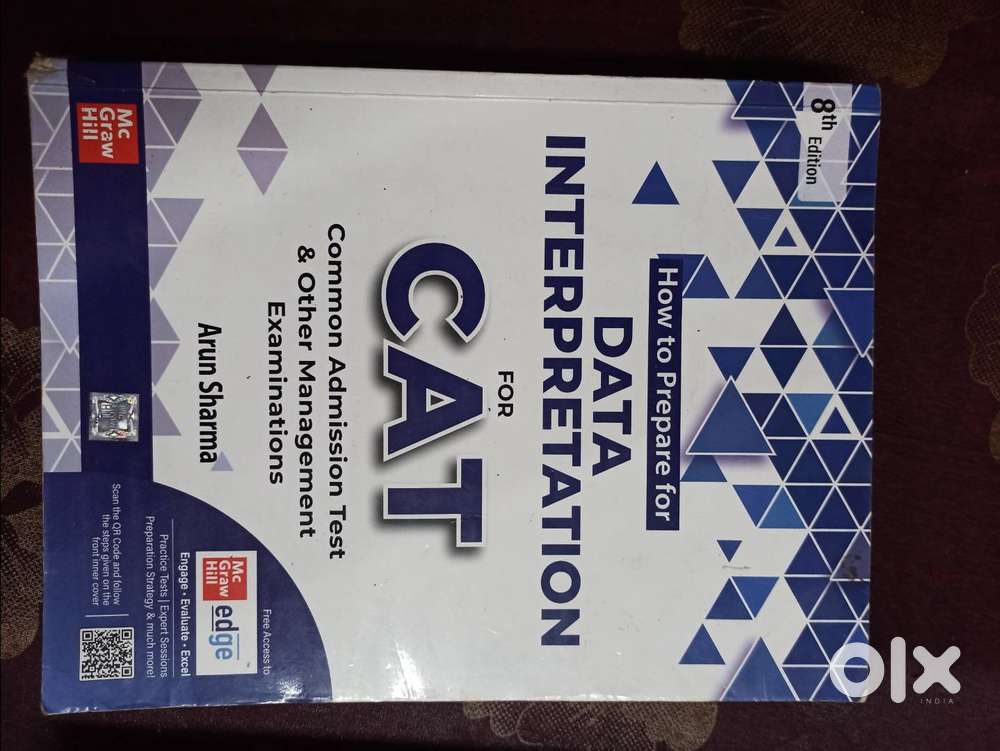 8th Edition
How to Prepare for
DATA
INTERPRETATION
FOR
CAT
Common Admission Test
& Other Management
Examinations
Arun Sharma
Free Access to
Mc
Graw
Hill
edge
TM
Engage • Evaluate • Excel
Practice Tests | Expert Sessions
Preparation Strategy & much more!
Mc
Graw
Hill
Scan the QR Code and follow
the steps given on the
front inner cover
olx
INDIA